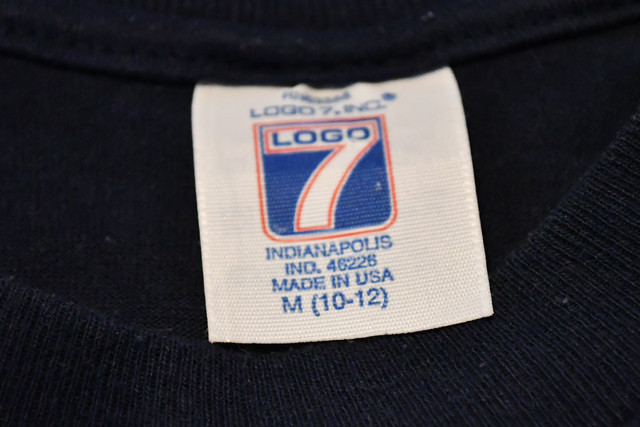 LOGO 7, INC.®
LOGO
7
INDIANAPOLIS
IND. 46226
MADE IN USA
M (10-12)